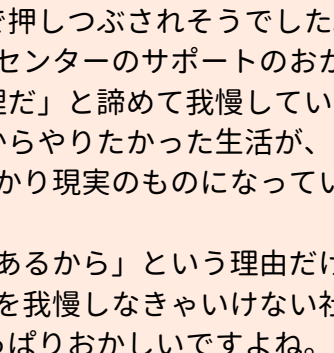 で押しつぶされそうでした
センターのサポートのおか
理だ」と諦めて我慢してい
からやりたかった生活が、
かり現実のものになってい
あるから」という理由だけ
を我慢しなきゃいけない社
っぱりおかしいですよね。